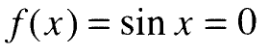 f(x) = sin x = 0